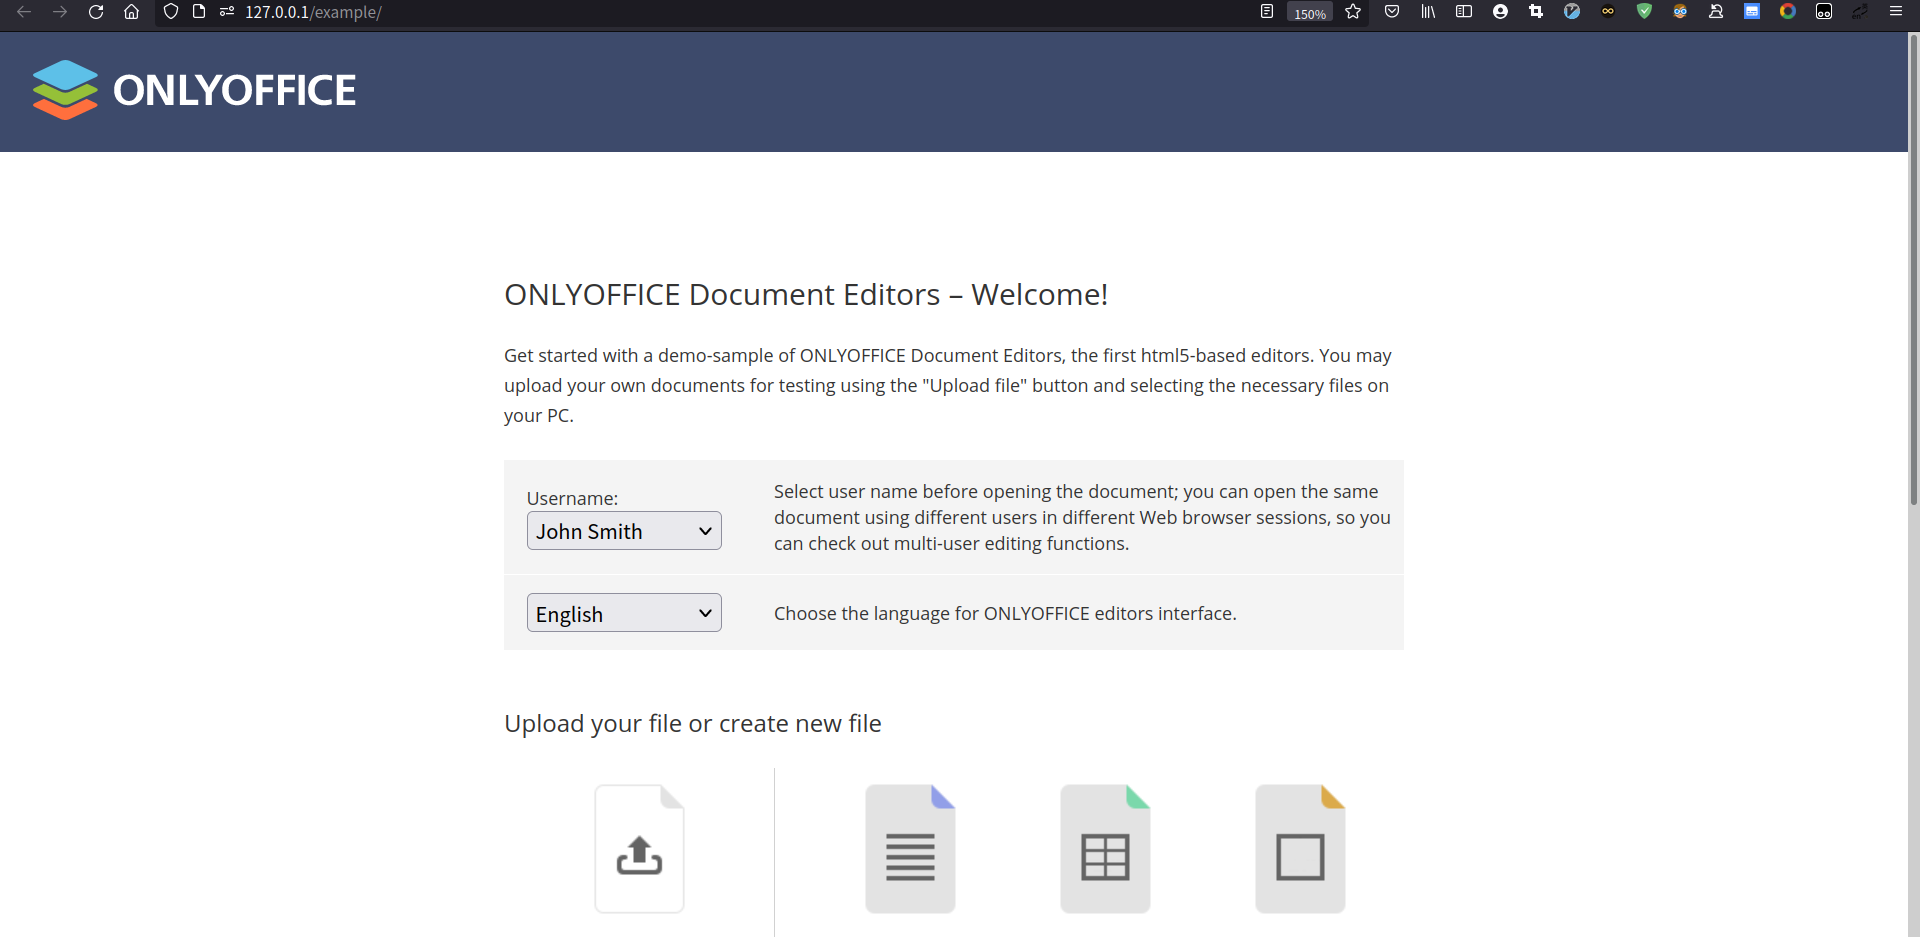 127.0.0.1/example/
150%
ONLYOFFICE
ONLYOFFICE Document Editors – Welcome!
Get started with a demo-sample of ONLYOFFICE Document Editors, the first html5-based editors. You may
upload your own documents for testing using the "Upload file" button and selecting the necessary files on
your PC.
Username:
John Smith
Select user name before opening the document; you can open the same
document using different users in different Web browser sessions, so you
can check out multi-user editing functions.
English
Choose the language for ONLYOFFICE editors interface.
Upload your file or create new file